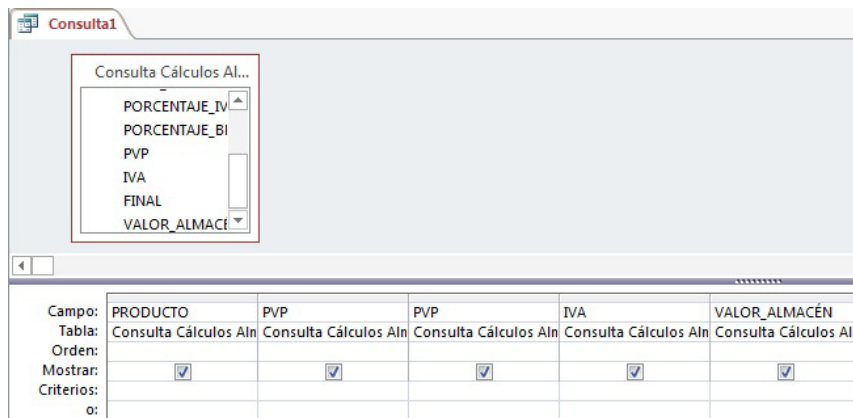 Consulta1
Consulta Cálculos Al...
PORCENTAJE_IV
PORCENTAJE_BI
PVP
IVA
FINAL
VALOR_ALMACE
Campo: PRODUCTO PVP PVP IVA VALOR_ALMACÉN
Tabla: Consulta Cálculos Aln Consulta Cálculos Aln Consulta Cálculos Aln Consulta Cálculos Aln Consulta Cálculos Al
Orden:
Mostrar:
Criterios:
o: